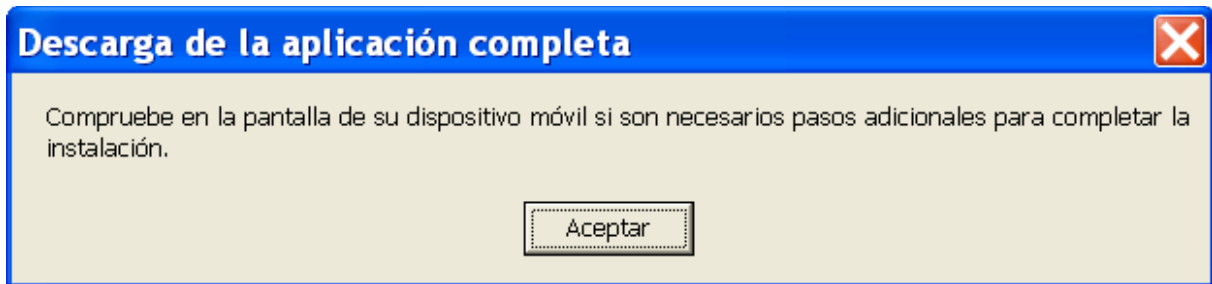 Descarga de la aplicación completa
Compruebe en la pantalla de su dispositivo móvil si son necesarios pasos adicionales para completar la
instalación.
Aceptar